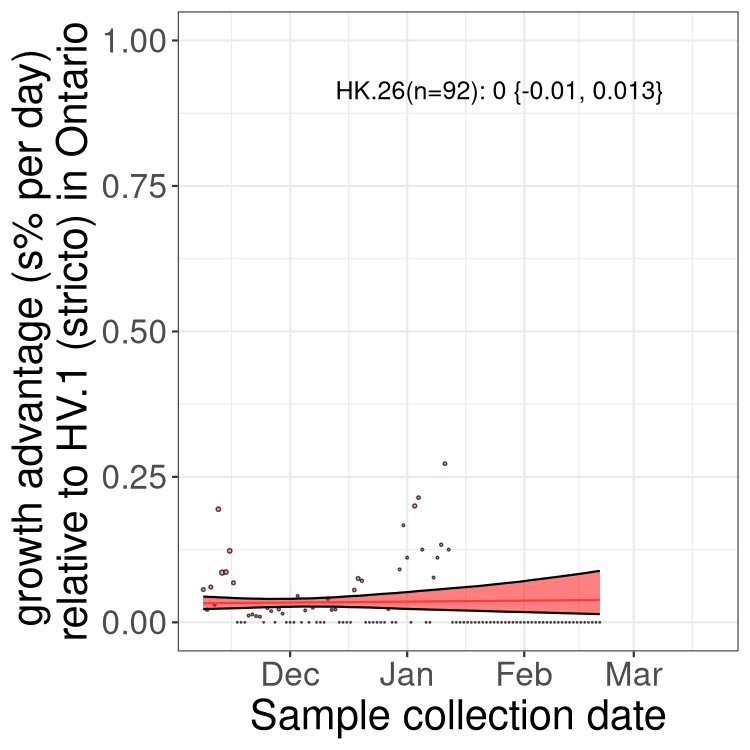 growth advantage (s% per day)
relative to HV.1 (stricto) in Ontario
1.00
0.75
0.50
0.25
0.00
HK.26(n=92): 0 {-0.01, 0.013}
Dec Jan Feb Mar
Sample collection date